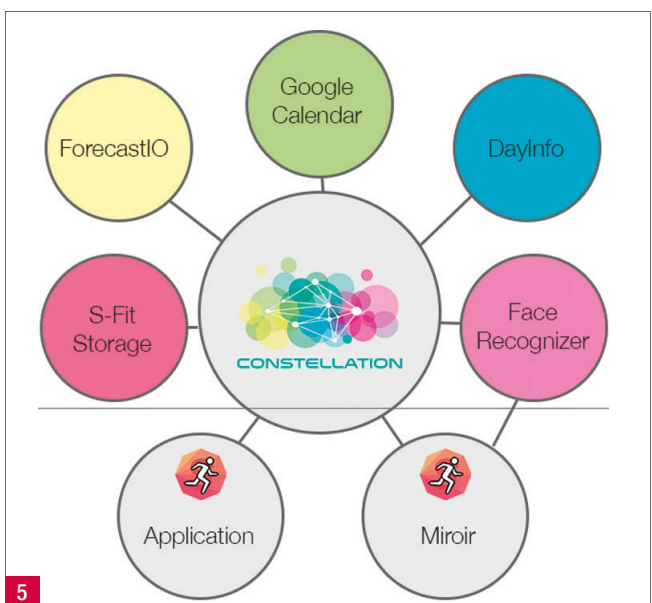 Google
Calendar
ForecastIO
DayInfo
CONSTELLATION
S-Fit
Storage
Face
Recognizer
Application
Miroir
5